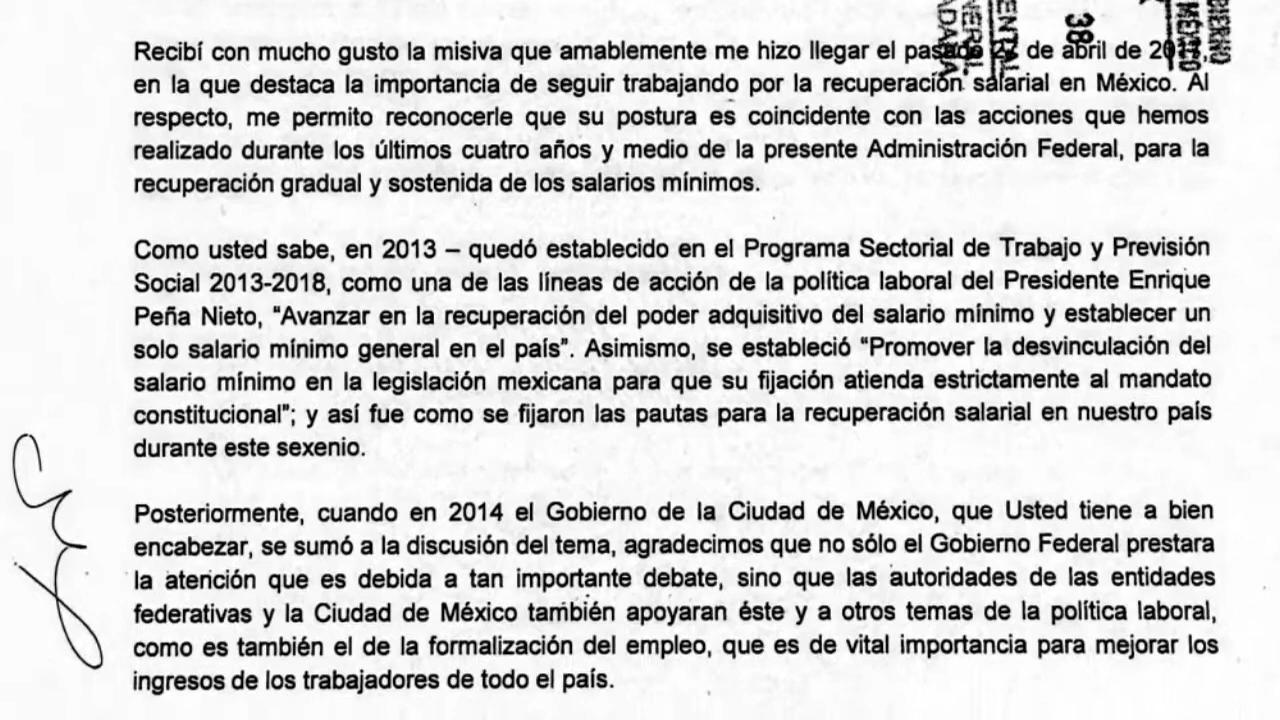 ENTRAL
NERAL
ADANA
38
BIERNO
MÉXICO
Recibí con mucho gusto la misiva que amablemente me hizo llegar el pasado de abril de
en la que destaca la importancia de seguir trabajando por la recuperación salarial en México. Al
respecto, me permito reconocerle que su postura es coincidente con las acciones que hemos
realizado durante los últimos cuatro años y medio de la presente Administración Federal, para la
recuperación gradual y sostenida de los salarios mínimos.
Como usted sabe, en 2013 – quedó establecido en el Programa Sectorial de Trabajo y Previsión
Social 2013-2018, como una de las líneas de acción de la política laboral del Presidente Enrique
Peña Nieto, "Avanzar en la recuperación del poder adquisitivo del salario mínimo y establecer un
solo salario mínimo general en el país". Asimismo, se estableció "Promover la desvinculación del
salario mínimo en la legislación mexicana para que su fijación atienda estrictamente al mandato
constitucional"; y así fue como se fijaron las pautas para la recuperación salarial en nuestro país
durante este sexenio.
Posteriormente, cuando en 2014 el Gobierno de la Ciudad de México, que Usted tiene a bien
encabezar, se sumó a la discusión del tema, agradecimos que no sólo el Gobierno Federal prestara
la atención que es debida a tan importante debate, sino que las autoridades de las entidades
federativas y la Ciudad de México también apoyaran éste y a otros temas de la política laboral,
como es también el de la formalización del empleo, que es de vital importancia para mejorar los
ingresos de los trabajadores de todo el país.